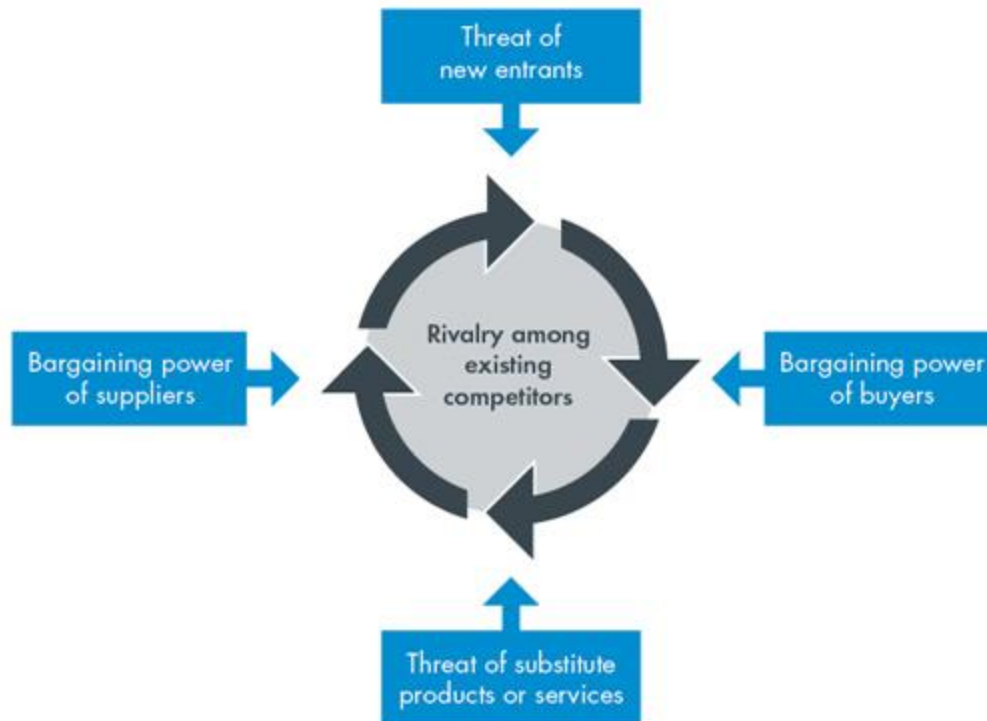 Threat of
new entrants
Bargaining power
of suppliers
Rivalry among
existing
competitors
Bargaining power
of buyers
Threat of substitute
products or services